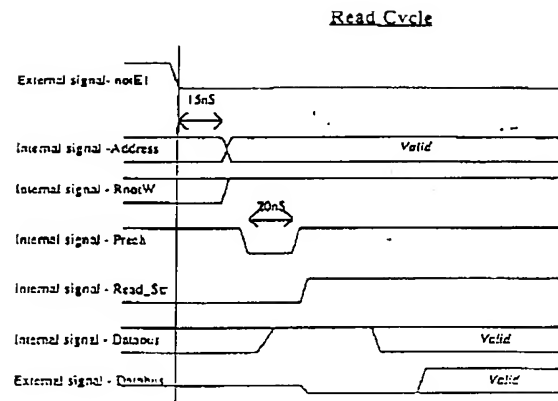 Read Cycle
External signal- notE1
15nS
Internal signal -Address
Valid
Internal signal - RnotW
20nS
Internal signal - Prech
Internal signal - Read_Str
Internal signal - Databus
Valid
External signal - Databus
Valid